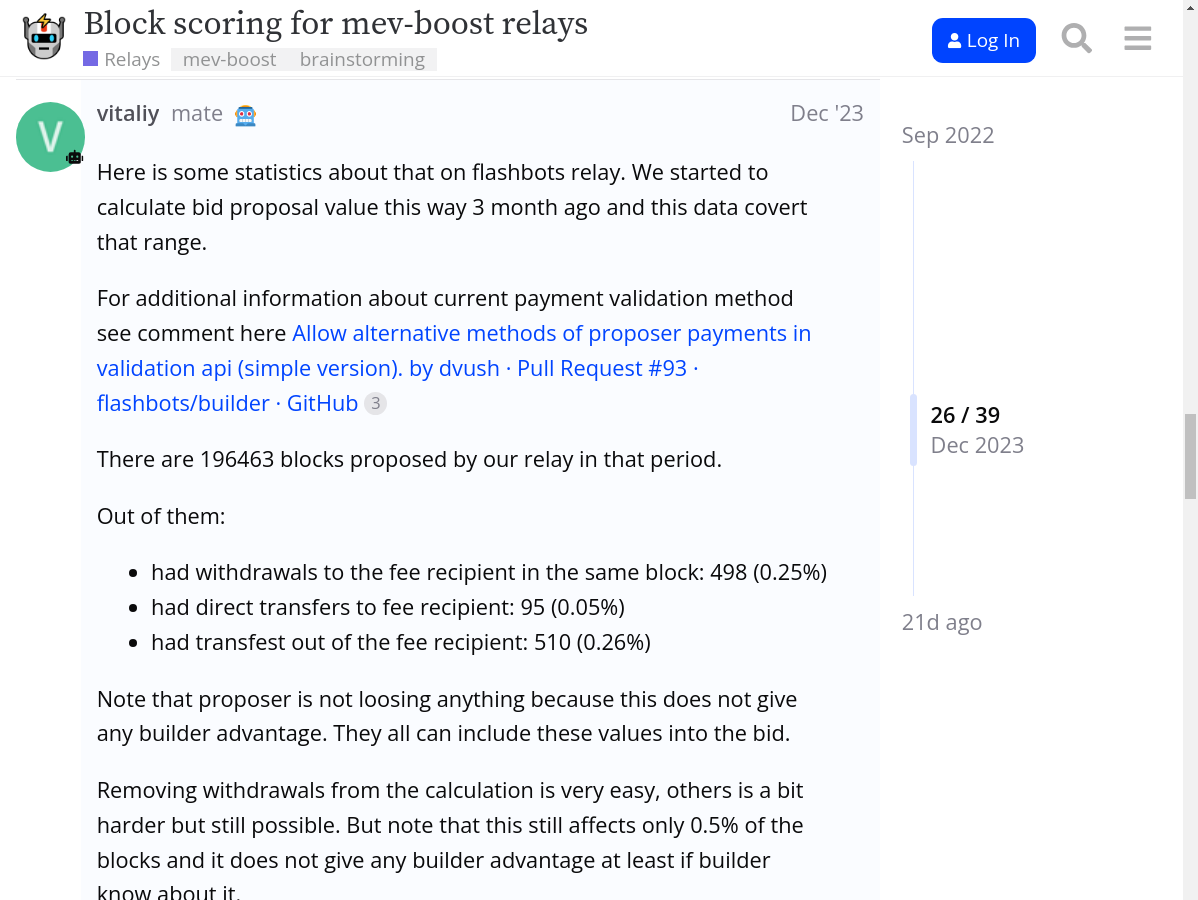 Block scoring for mev-boost relays
Relays mev-boost brainstorming
Log In
vitaliy mate Dec '23
Here is some statistics about that on flashbots relay. We started to
calculate bid proposal value this way 3 month ago and this data covert
that range.
For additional information about current payment validation method
see comment here Allow alternative methods of proposer payments in
validation api (simple version). by dvush · Pull Request #93 ·
flashbots/builder · GitHub 3
There are 196463 blocks proposed by our relay in that period.
Out of them:
• had withdrawals to the fee recipient in the same block: 498 (0.25%)
• had direct transfers to fee recipient: 95 (0.05%)
• had transfest out of the fee recipient: 510 (0.26%)
Note that proposer is not loosing anything because this does not give
any builder advantage. They all can include these values into the bid.
Removing withdrawals from the calculation is very easy, others is a bit
harder but still possible. But note that this still affects only 0.5% of the
blocks and it does not give any builder advantage at least if builder
know about it.
V
Sep 2022
26 / 39
Dec 2023
21d ago